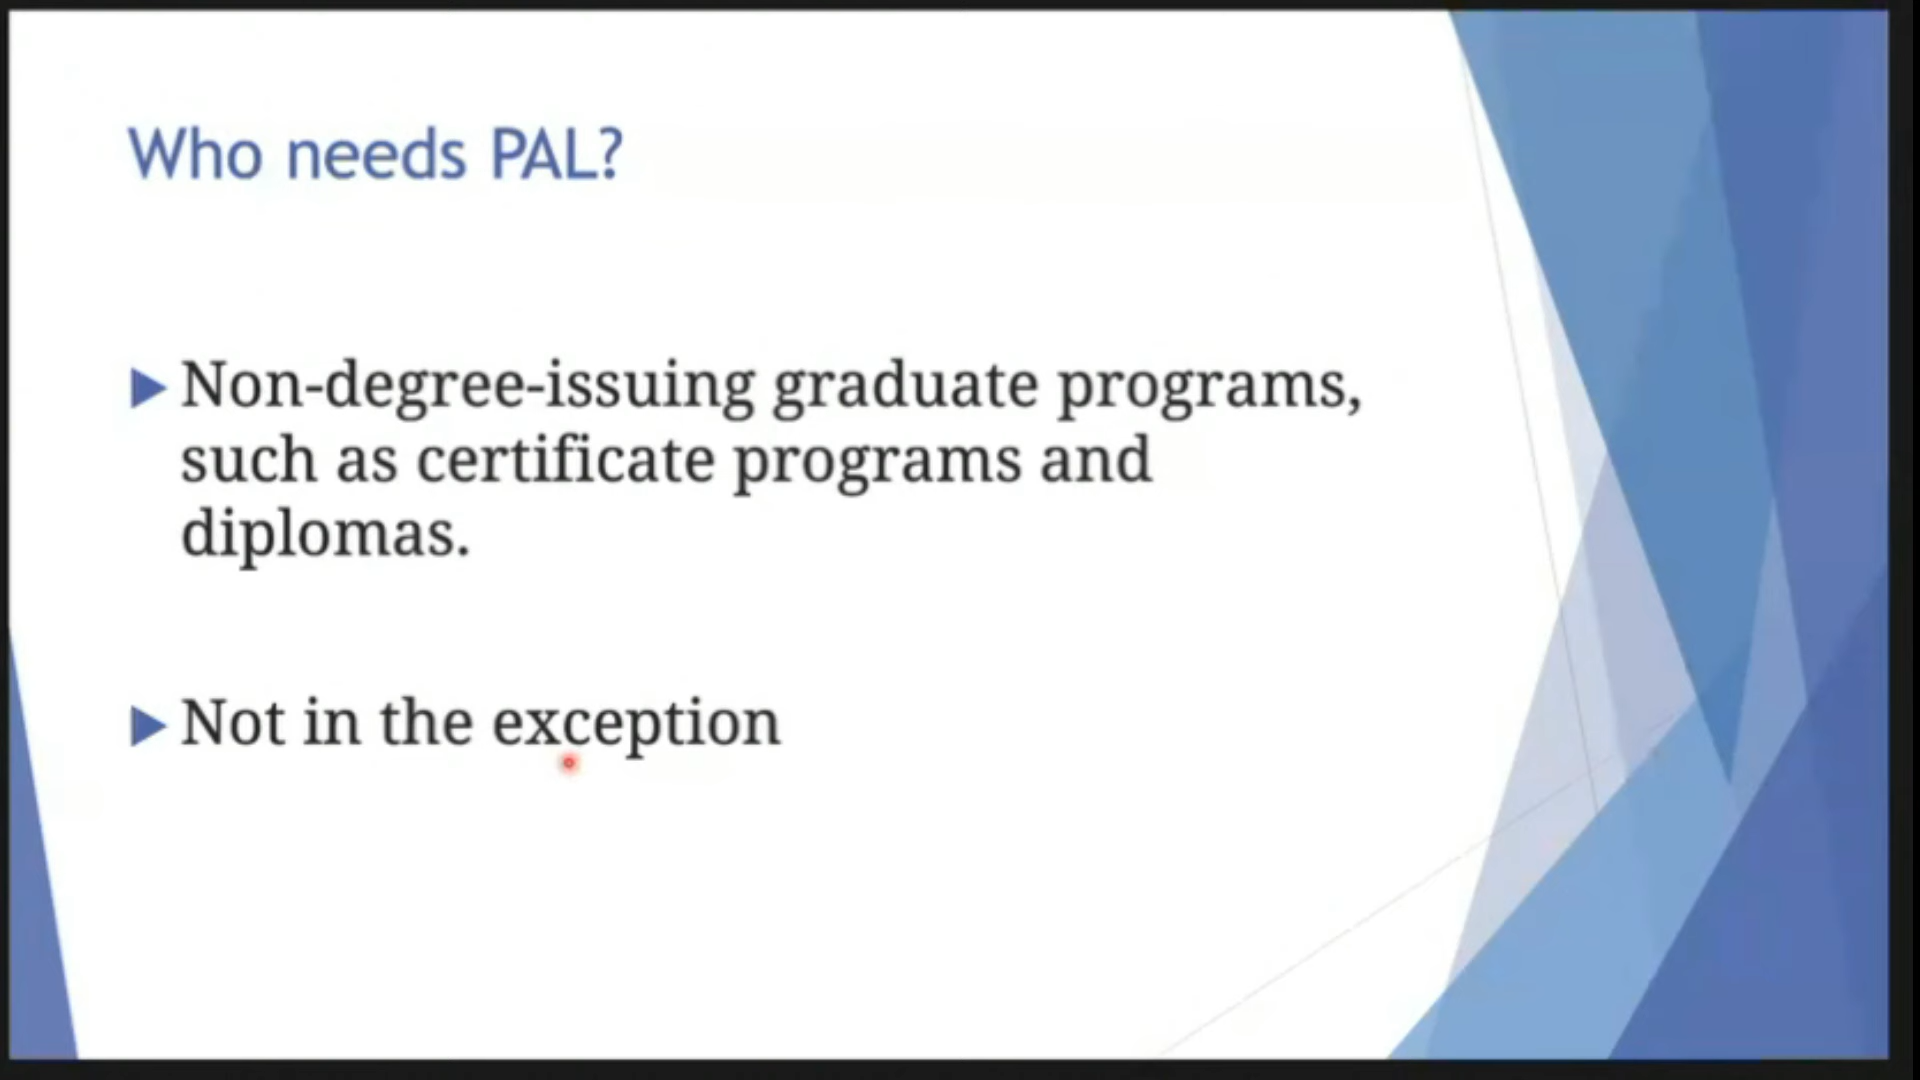 Who needs PAL?
Non-degree-issuing graduate programs,
such as certificate programs and
diplomas.
Not in the exception